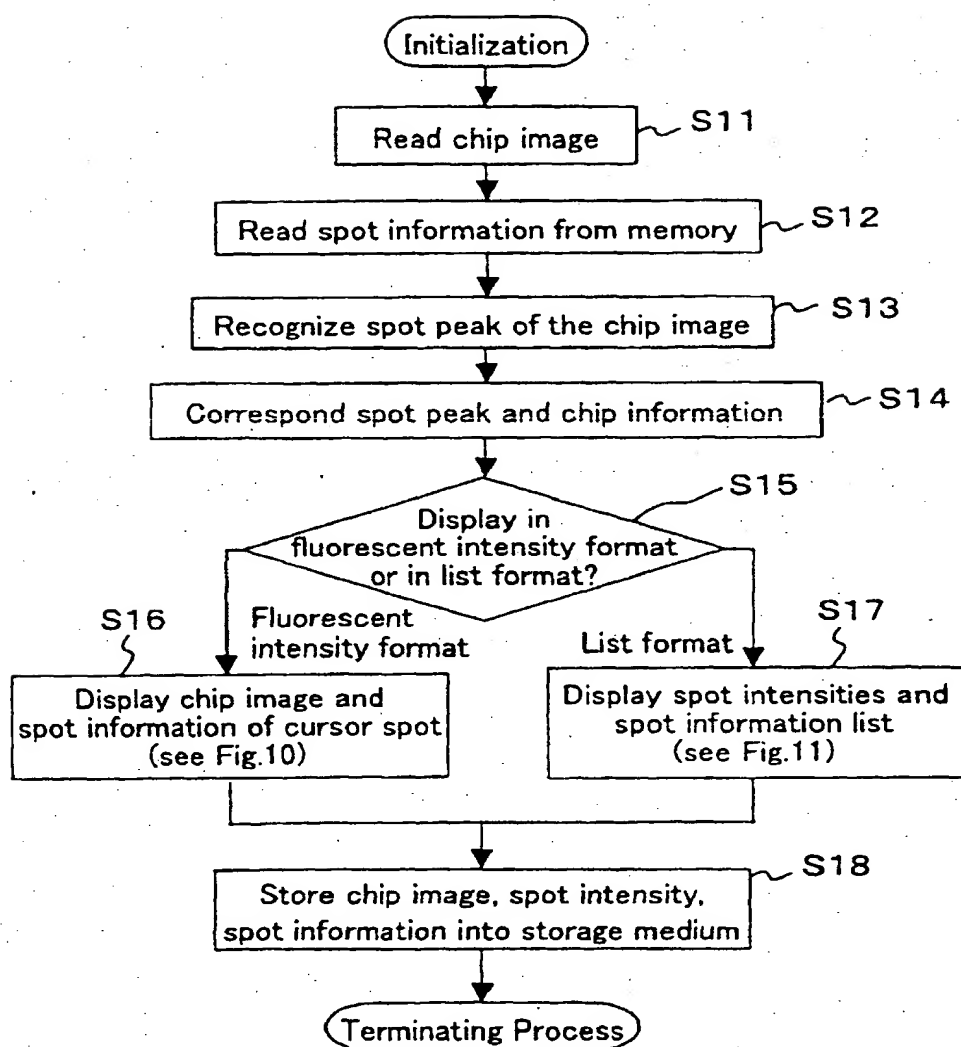 Initialization
Read chip image
S11
Read spot information from memory
S12
Recognize spot peak of the chip image
S13
Correspond spot peak and chip information
S14
S15
Display in
fluorescent intensity format
or in list format?
S16
Fluorescent
intensity format
List format
S17
Display chip image and
spot information of cursor spot
(see Fig.10)
Display spot intensities and
spot information list
(see Fig.11)
S18
Store chip image, spot intensity,
spot information into storage medium
Terminating Process